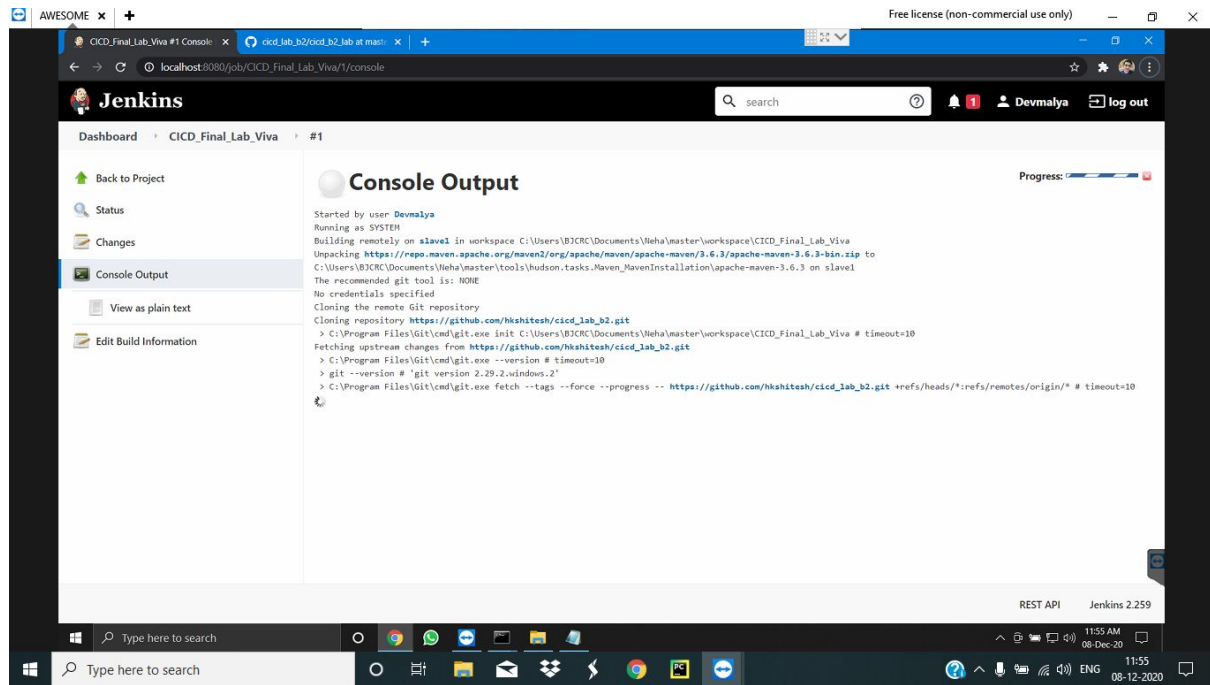 AWESOME
Free license (non-commercial use only)
CICD_Final_Lab_Viva #1 Console
cicd_lab_b2/cicd_b2_lab at maste
localhost:8080/job/CICD_Final_Lab_Viva/1/console
Jenkins
search
1
Devmalya
log out
Dashboard
CICD_Final_Lab_Viva
#1
Back to Project
Status
Changes
Console Output
View as plain text
Edit Build Information
Console Output
Progress:
Started by user Devmalya
Running as SYSTEM
Building remotely on slave1 in workspace C:\Users\BJCRC\Documents\Neha\master\workspace\CICD_Final_Lab_Viva
Unpacking https://repo.maven.apache.org/maven2/org/apache/maven/apache-maven/3.6.3/apache-maven-3.6.3-bin.zip to
C:\Users\BJCRC\Documents\Neha\master\tools\hudson.tasks.Maven_MavenInstallation\apache-maven-3.6.3 on slave1
The recommended git tool is: NONE
No credentials specified
Cloning the remote Git repository
Cloning repository https://github.com/hkshitesh/cicd_lab_b2.git
> C:\Program Files\Git\cmd\git.exe init C:\Users\BJCRC\Documents\Neha\master\workspace\CICD_Final_Lab_Viva # timeout=10
Fetching upstream changes from https://github.com/hkshitesh/cicd_lab_b2.git
> C:\Program Files\Git\cmd\git.exe --version # timeout=10
> git --version # 'git version 2.29.2.windows.2'
> C:\Program Files\Git\cmd\git.exe fetch --tags --force --progress -- https://github.com/hkshitesh/cicd_lab_b2.git +refs/heads/*:refs/remotes/origin/* # timeout=10
REST API
Jenkins 2.259
Type here to search
11:55 AM
08-Dec-20
Type here to search
PC
ENG
11:55
08-12-2020